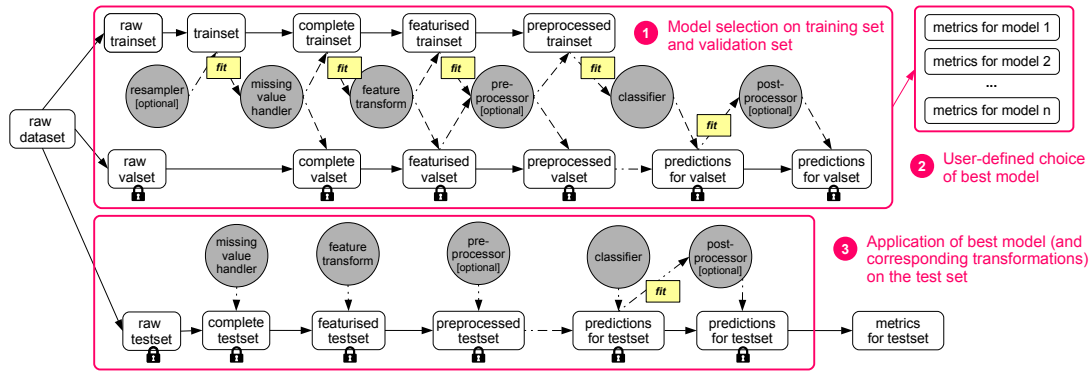 raw
dataset
raw
trainset
trainset
complete
trainset
featurised
trainset
preprocessed
trainset
1
Model selection on training set
and validation set
resampler
[optional]
fit
missing
value
handler
fit
feature
transform
fit
pre-
processor
[optional]
fit
classifier
fit
post-
processor
[optional]
raw
valset
complete
valset
featurised
valset
preprocessed
valset
predictions
for valset
predictions
for valset
metrics for model 1
metrics for model 2
...
metrics for model n
2
User-defined choice
of best model
missing
value
handler
feature
transform
pre-
processor
[optional]
classifier
fit
post-
processor
[optional]
3
Application of best model (and
corresponding transformations)
on the test set
raw
testset
complete
testset
featurised
testset
preprocessed
testset
predictions
for testset
predictions
for testset
metrics
for testset